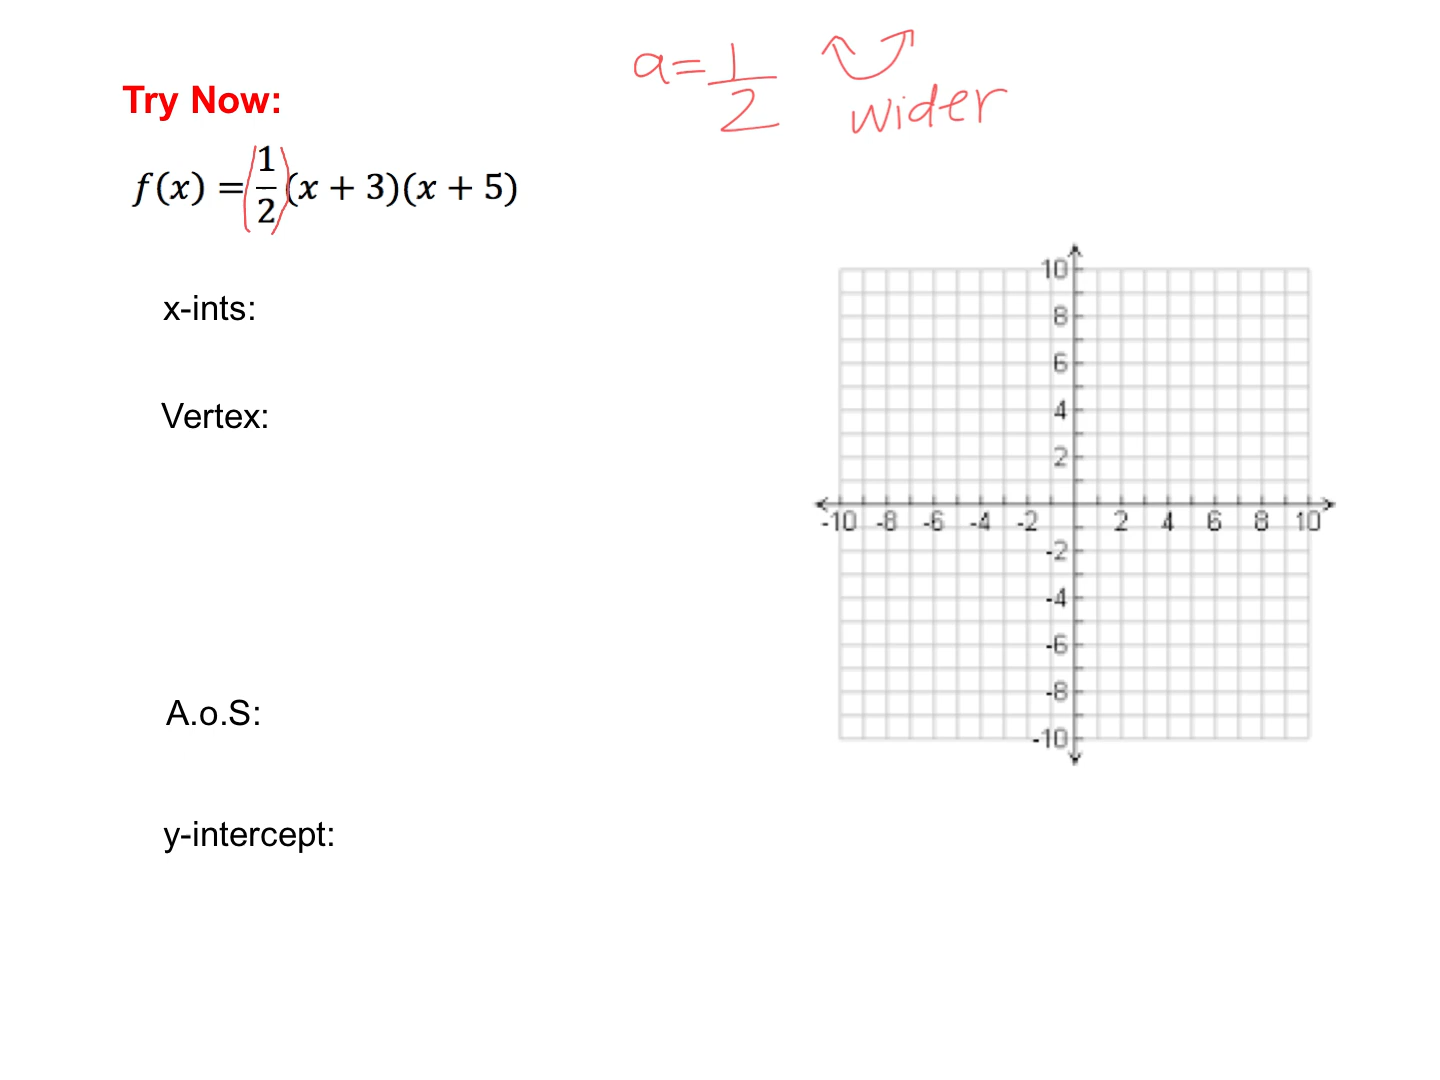 a = 1/2
wider
Try Now:
f(x) = (1/2)(x + 3)(x + 5)
x-ints:
Vertex:
A.o.S:
y-intercept:
10
8
6
4
2
-10 -8 -6 -4 -2 2 4 6 8 10
-2
-4
-6
-8
-10